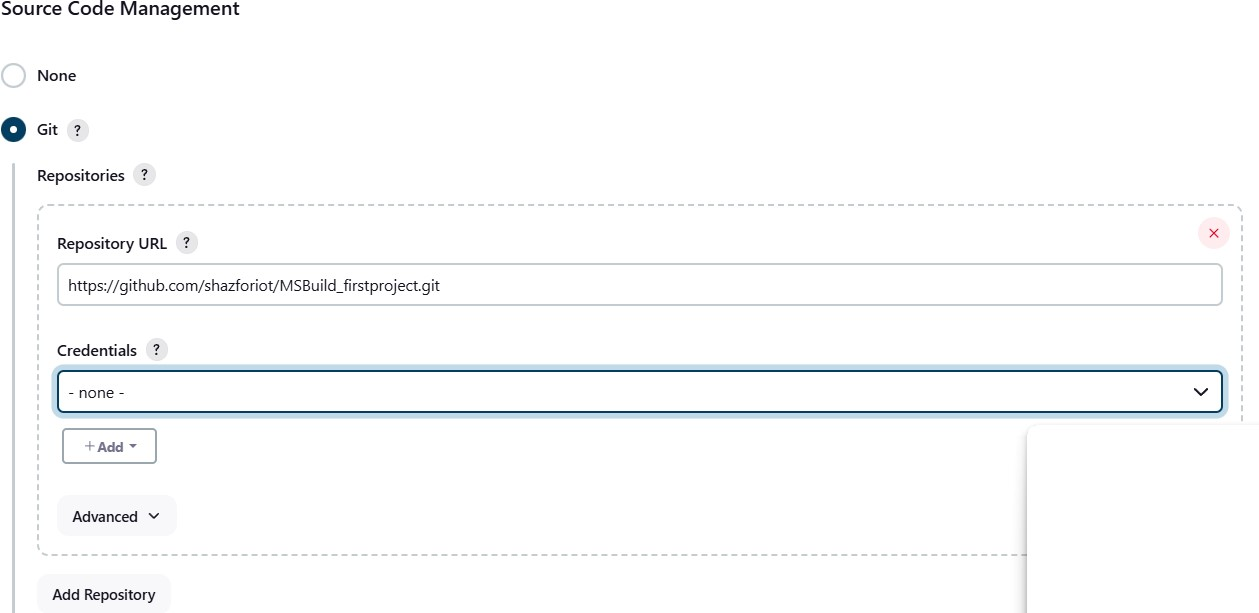 Source Code Management
None
Git ?
Repositories ?
Repository URL ?
https://github.com/shazforiot/MSBuild_firstproject.git
Credentials ?
- none -
+ Add
Advanced
Add Repository